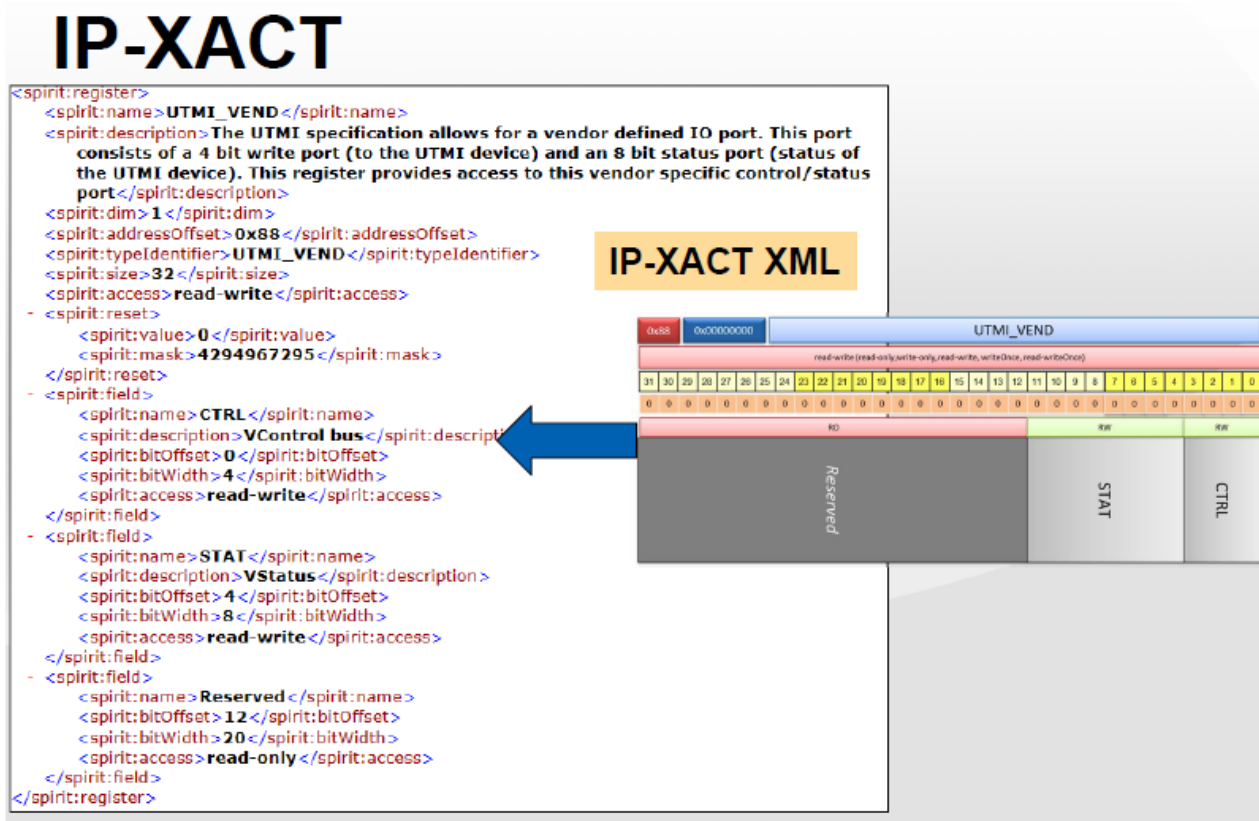 IP-XACT
<spirit:register>
<spirit:name>UTMI_VEND</spirit:name>
<spirit:description>The UTMI specification allows for a vendor defined IO port. This port
consists of a 4 bit write port (to the UTMI device) and an 8 bit status port (status of
the UTMI device). This register provides access to this vendor specific control/status
port</spirit:description>
<spirit:dim>1</spirit:dim>
<spirit:addressOffset>0x88</spirit:addressOffset>
<spirit:typeIdentifier>UTMI_VEND</spirit:typeIdentifier>
<spirit:size>32</spirit:size>
<spirit:access>read-write</spirit:access>
- <spirit:reset>
<spirit:value>0</spirit:value>
<spirit:mask>4294967295</spirit:mask>
</spirit:reset>
- <spirit:field>
<spirit:name>CTRL</spirit:name>
<spirit:description>VControl bus</spirit:descripti
<spirit:bitOffset>0</spirit:bitOffset>
<spirit:bitWidth>4</spirit:bitWidth>
<spirit:access>read-write</spirit:access>
</spirit:field>
- <spirit:field>
<spirit:name>STAT</spirit:name>
<spirit:description>VStatus</spirit:description>
<spirit:bitOffset>4</spirit:bitOffset>
<spirit:bitWidth>8</spirit:bitWidth>
<spirit:access>read-write</spirit:access>
</spirit:field>
- <spirit:field>
<spirit:name>Reserved</spirit:name>
<spirit:bitOffset>12</spirit:bitOffset>
<spirit:bitWidth>20</spirit:bitWidth>
<spirit:access>read-only</spirit:access>
</spirit:field>
</spirit:register>
IP-XACT XML
0x88 0x00000000 UTMI_VEND
read-write (read-only,write-only,read-write, writeOnce, read-writeOnce)
31 30 29 28 27 26 25 24 23 22 21 20 19 18 17 16 15 14 13 12 11 10 9 8 7 6 5 4 3 2 1 0
0 0 0 0 0 0 0 0 0 0 0 0 0 0 0 0 0 0 0 0 0 0 0 0 0 0 0 0 0 0 0 0
RO RW RW
Reserved STAT CTRL